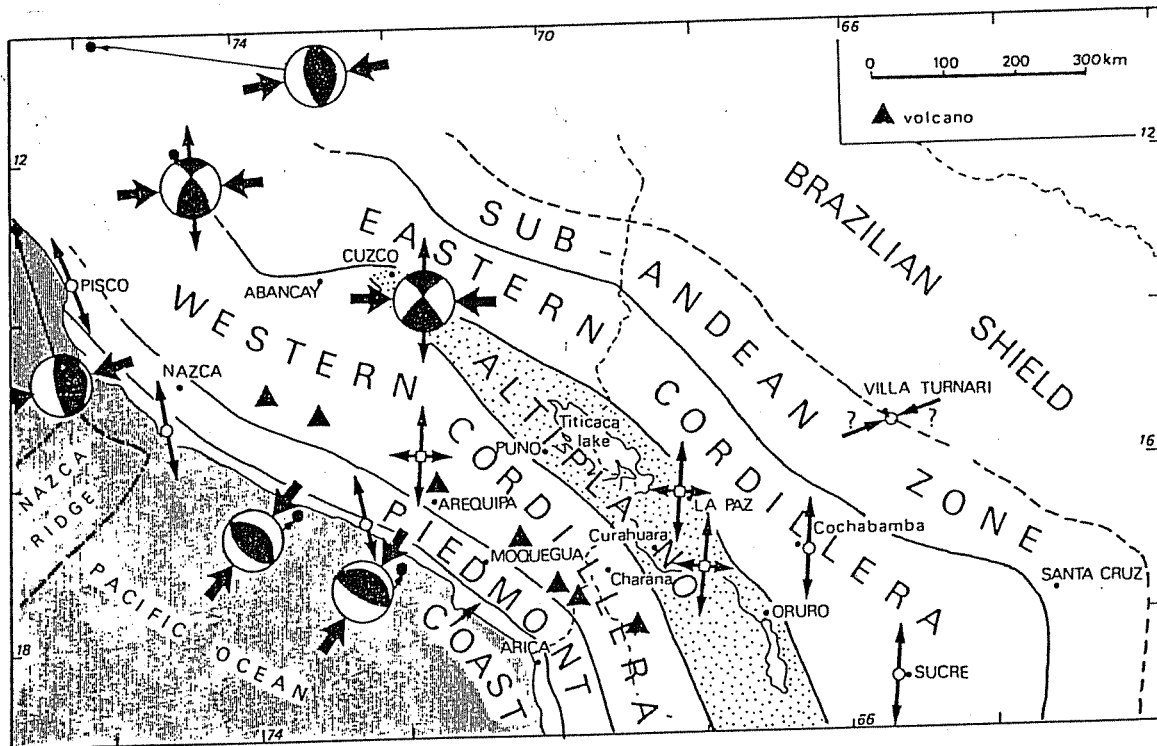 74
70
66
0 100 200 300km
volcano
12
12
BRAZILIAN SHIELD
SUB-ANDEAN ZONE
EASTERN CORDILLERA
CUZCO
ABANCAY
PISCO
WESTERN CORDILLERA
NAZCA
ALTIPLANO
Titicaca lake
PUNO
VILLA TURNARI
? ?
16
NAZCA RIDGE
AREQUIPA
LA PAZ
Cochabamba
Curahuara
MOQUEGUA
Charana
SANTA CRUZ
PIEDMONT
ORURO
PACIFIC OCEAN
COAST
ARICA
18
SUCRE
74
66